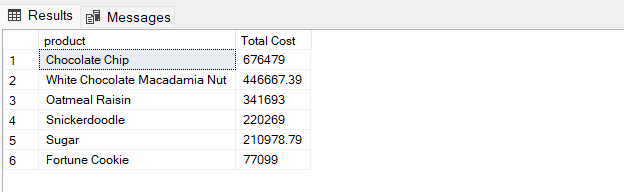 Results Messages
product Total Cost
1 Chocolate Chip 676479
2 White Chocolate Macadamia Nut 446667.39
3 Oatmeal Raisin 341693
4 Snickerdoodle 220269
5 Sugar 210978.79
6 Fortune Cookie 77099